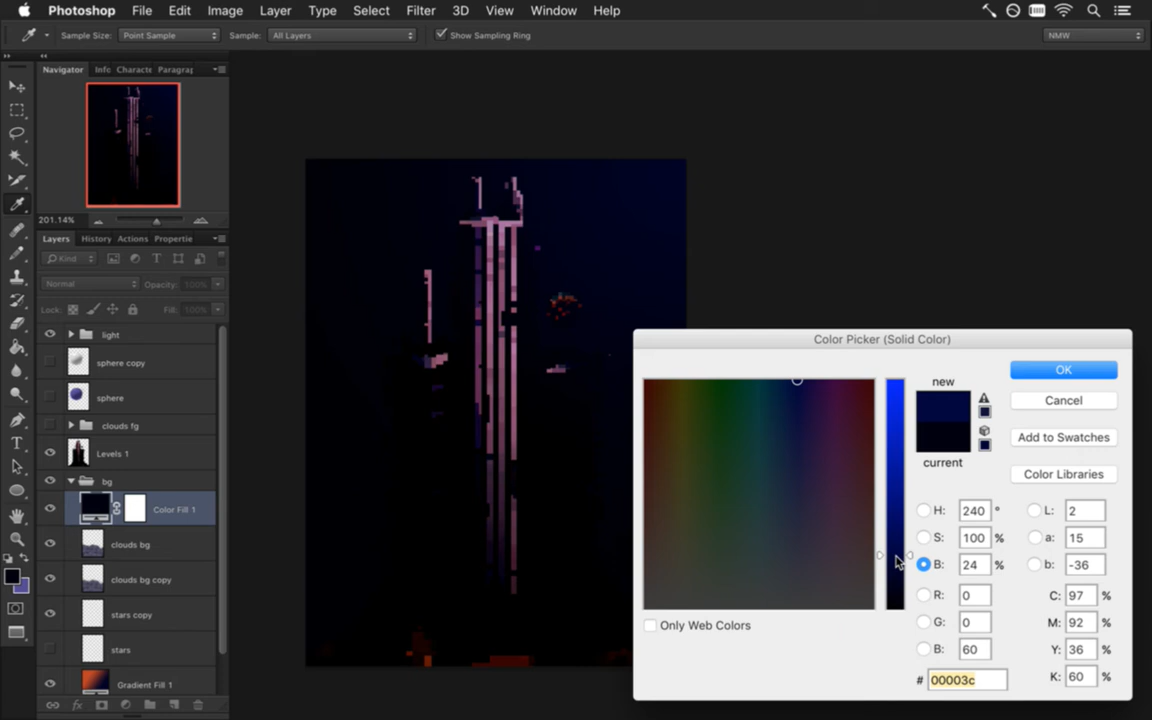 Photoshop File Edit Image Layer Type Select Filter 3D View Window Help
Sample Size: Point Sample Sample: All Layers Show Sampling Ring NMW
Navigator Info Characte Paragraj
201.14%
Layers History Actions Propertie
Kind
Normal Opacity: 100%
Lock: Fill: 100%
light
sphere copy
sphere
clouds fg
Levels 1
bg
Color Fill 1
clouds bg
clouds bg copy
stars copy
stars
Gradient Fill 1
Color Picker (Solid Color)
new
current
OK
Cancel
Add to Swatches
Color Libraries
H: 240 ° L: 2
S: 100 % a: 15
B: 24 % b: -36
R: 0 C: 97 %
G: 0 M: 92 %
B: 60 Y: 36 %
# 00003c K: 60 %
Only Web Colors